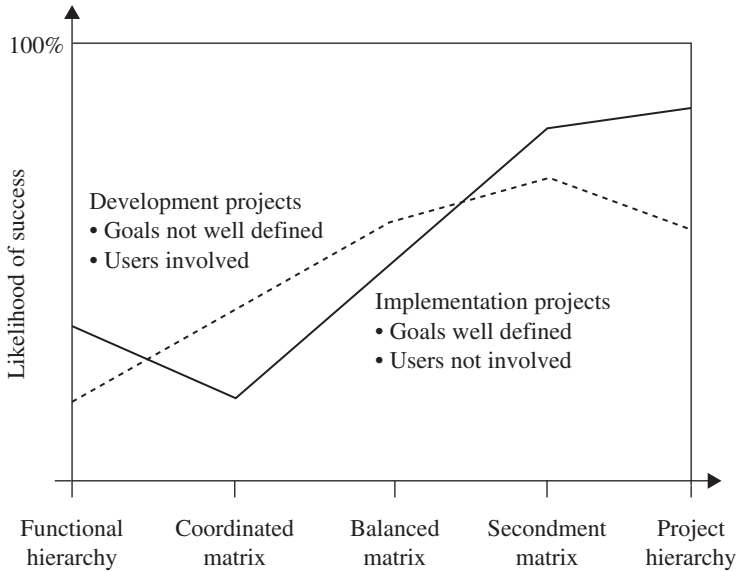 100%
Likelihood of success
Development projects
• Goals not well defined
• Users involved
Implementation projects
• Goals well defined
• Users not involved
Functional
hierarchy
Coordinated
matrix
Balanced
matrix
Secondment
matrix
Project
hierarchy